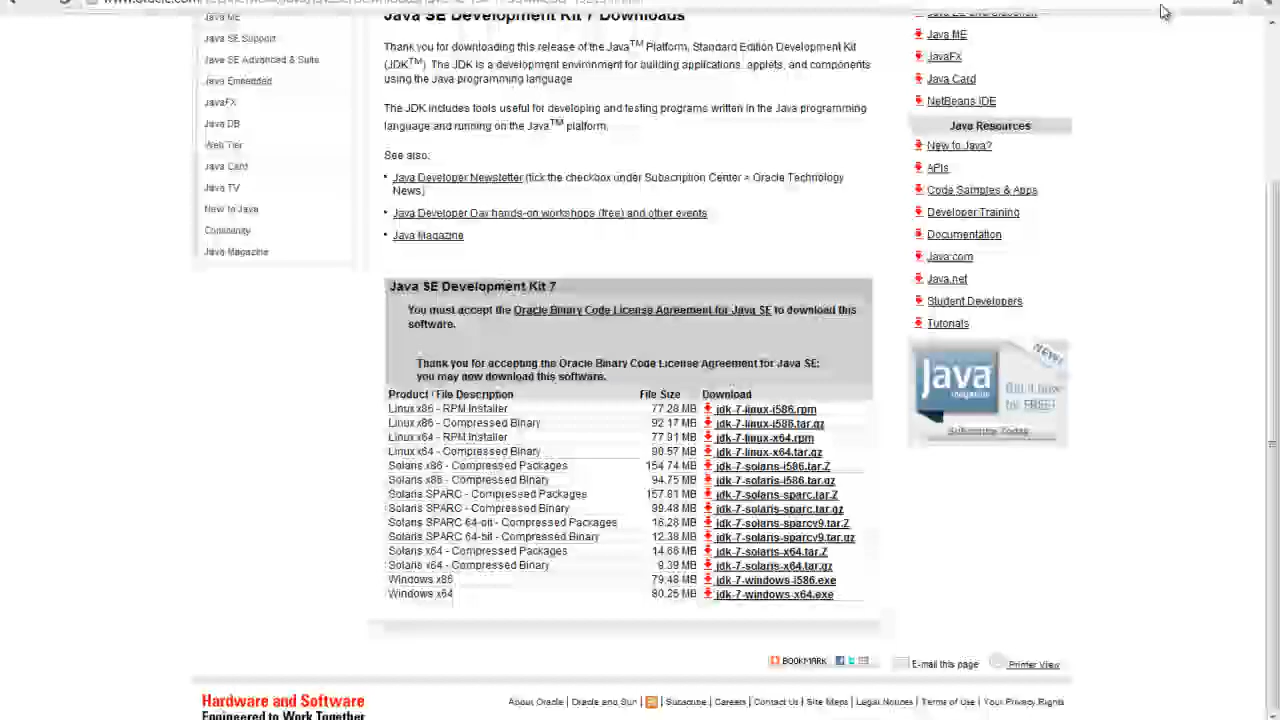 Java ME
Java SE Support
Java SE Advanced & Suite
Java Embedded
JavaFX
Java DB
Web Tier
Java Card
Java TV
New to Java
Community
Java Magazine
Java SE Development Kit 7 Downloads
Thank you for downloading this release of the Java™ Platform, Standard Edition Development Kit
(JDK™). The JDK is a development environment for building applications, applets, and components
using the Java programming language
The JDK includes tools useful for developing and testing programs written in the Java programming
language and running on the Java™ platform.
See also:
Java Developer Newsletter (tick the checkbox under Subscription Center > Oracle Technology
News)
Java Developer Day hands-on workshops (free) and other events
Java Magazine
Java SE Development Kit 7
You must accept the Oracle Binary Code License Agreement for Java SE to download this
software.
Thank you for accepting the Oracle Binary Code License Agreement for Java SE;
you may now download this software.
Product / File Description File Size Download
Linux x86 - RPM Installer 77.28 MB jdk-7-linux-i586.rpm
Linux x86 - Compressed Binary 92.17 MB jdk-7-linux-i586.tar.gz
Linux x64 - RPM Installer 77.91 MB jdk-7-linux-x64.rpm
Linux x64 - Compressed Binary 90.57 MB jdk-7-linux-x64.tar.gz
Solaris x86 - Compressed Packages 154.74 MB jdk-7-solaris-i586.tar.Z
Solaris x86 - Compressed Binary 94.75 MB jdk-7-solaris-i586.tar.gz
Solaris SPARC - Compressed Packages 157.81 MB jdk-7-solaris-sparc.tar.Z
Solaris SPARC - Compressed Binary 99.48 MB jdk-7-solaris-sparc.tar.gz
Solaris SPARC 64-bit - Compressed Packages 16.28 MB jdk-7-solaris-sparcv9.tar.Z
Solaris SPARC 64-bit - Compressed Binary 12.38 MB jdk-7-solaris-sparcv9.tar.gz
Solaris x64 - Compressed Packages 14.68 MB jdk-7-solaris-x64.tar.Z
Solaris x64 - Compressed Binary 9.39 MB jdk-7-solaris-x64.tar.gz
Windows x86 79.48 MB jdk-7-windows-i586.exe
Windows x64 80.25 MB jdk-7-windows-x64.exe
Java ME
JavaFX
Java Card
NetBeans IDE
Java Resources
New to Java?
APIs
Code Samples & Apps
Developer Training
Documentation
Java.com
Java.net
Student Developers
Tutorials
NEW!
Java
magazine
Get it now
for FREE!
Subscribe Today
BOOKMARK E-mail this page Printer View
Hardware and Software
Engineered to Work Together
About Oracle | Oracle and Sun | Subscribe | Careers | Contact Us | Site Maps | Legal Notices | Terms of Use | Your Privacy Rights